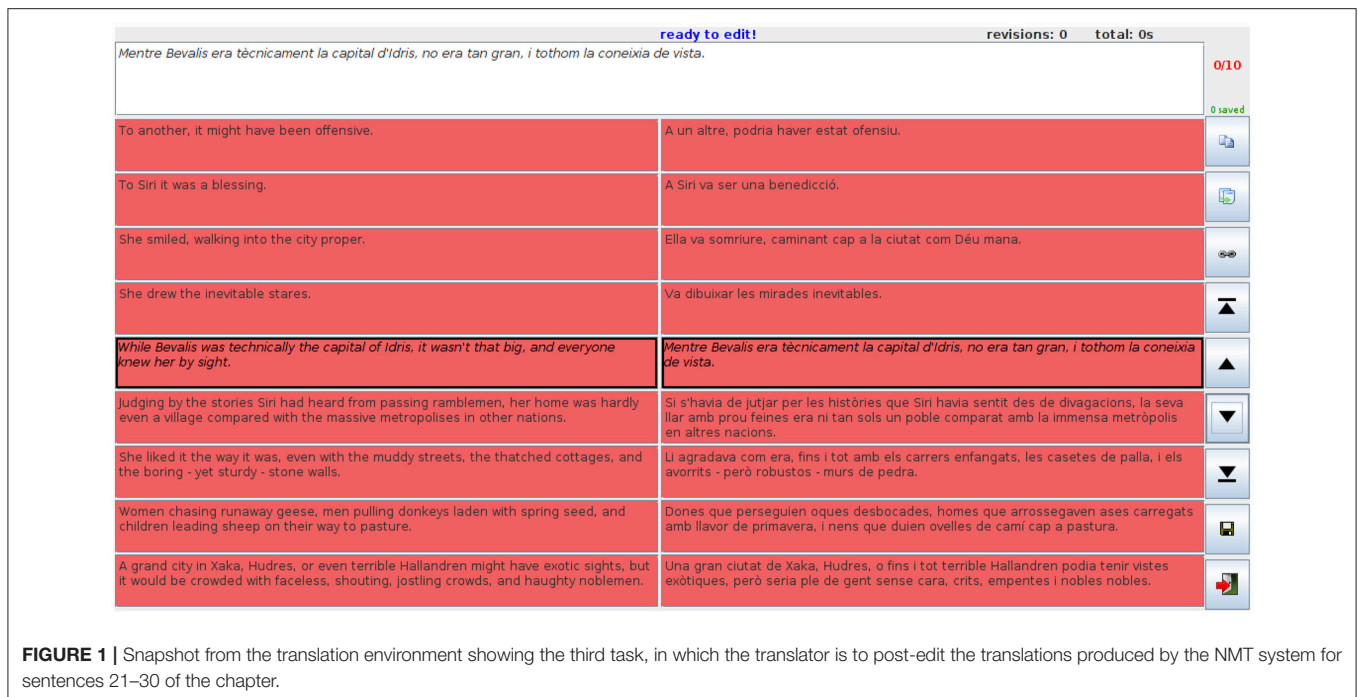 ready to edit!
revisions: 0
total: 0s
Mentre Bevalis era tècnicament la capital d'Idris, no era tan gran, i tothom la coneixia de vista.
0/10
0 saved
To another, it might have been offensive.
A un altre, podria haver estat ofensiu.
To Siri it was a blessing.
A Siri va ser una benedicció.
She smiled, walking into the city proper.
Ella va somriure, caminant cap a la ciutat com Déu mana.
She drew the inevitable stares.
Va dibuixar les mirades inevitables.
While Bevalis was technically the capital of Idris, it wasn't that big, and everyone
knew her by sight.
Mentre Bevalis era tècnicament la capital d'Idris, no era tan gran, i tothom la coneixia
de vista.
Judging by the stories Siri had heard from passing ramblemen, her home was hardly
even a village compared with the massive metropolises in other nations.
Si s'havia de jutjar per les històries que Siri havia sentit des de divagacions, la seva
llar amb prou feines era ni tan sols un poble comparat amb la immensa metròpolis
en altres nacions.
She liked it the way it was, even with the muddy streets, the thatched cottages, and
the boring - yet sturdy - stone walls.
Li agradava com era, fins i tot amb els carrers enfangats, les casetes de palla, i els
avorrits - però robustos - murs de pedra.
Women chasing runaway geese, men pulling donkeys laden with spring seed, and
children leading sheep on their way to pasture.
Dones que perseguien oques desbocades, homes que arrossegaven ases carregats
amb llavor de primavera, i nens que duien ovelles de camí cap a pastura.
A grand city in Xaka, Hudres, or even terrible Hallandren might have exotic sights, but
it would be crowded with faceless, shouting, jostling crowds, and haughty noblemen.
Una gran ciutat de Xaka, Hudres, o fins i tot terrible Hallandren podia tenir vistes
exòtiques, però seria ple de gent sense cara, crits, empentes i nobles nobles.
FIGURE 1 | Snapshot from the translation environment showing the third task, in which the translator is to post-edit the translations produced by the NMT system for
sentences 21–30 of the chapter.